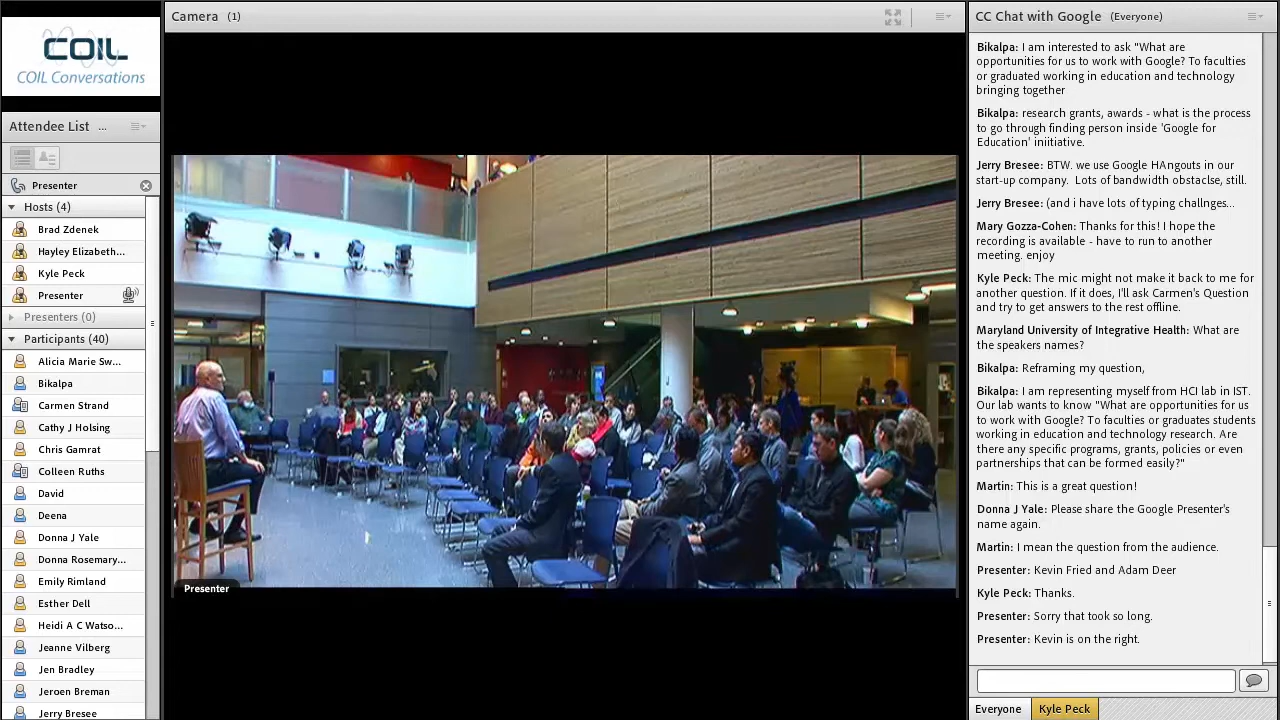 COIL
COIL Conversations
Attendee List ...
Presenter
Hosts (4)
Brad Zdenek
Hayley Elizabeth...
Kyle Peck
Presenter
Presenters (0)
Participants (40)
Alicia Marie Sw...
Bikalpa
Carmen Strand
Cathy J Holsing
Chris Gamrat
Colleen Ruths
David
Deena
Donna J Yale
Donna Rosemary...
Emily Rimland
Esther Dell
Heidi A C Watso...
Jeanne Vilberg
Jen Bradley
Jeroen Breman
Jerry Bresee
Camera (1)
Presenter
CC Chat with Google (Everyone)
Bikalpa: I am interested to ask "What are
opportunities for us to work with Google? To faculties
or graduated working in education and technology
bringing together
Bikalpa: research grants, awards - what is the process
to go through finding person inside 'Google for
Education' iniitiative.
Jerry Bresee: BTW. we use Google HAngouts in our
start-up company. Lots of bandwidth obstaclse, still.
Jerry Bresee: (and i have lots of typing challnges...
Mary Gozza-Cohen: Thanks for this! I hope the
recording is available - have to run to another
meeting. enjoy
Kyle Peck: The mic might not make it back to me for
another question. If it does, I'll ask Carmen's Question
and try to get answers to the rest offline.
Maryland University of Integrative Health: What are
the speakers names?
Bikalpa: Reframing my question,
Bikalpa: I am representing myself from HCI lab in IST.
Our lab wants to know "What are opportunities for us
to work with Google? To faculties or graduates students
working in education and technology research. Are
there any specific programs, grants, policies or even
partnerships that can be formed easily?"
Martin: This is a great question!
Donna J Yale: Please share the Google Presenter's
name again.
Martin: I mean the question from the audience.
Presenter: Kevin Fried and Adam Deer
Kyle Peck: Thanks.
Presenter: Sorry that took so long.
Presenter: Kevin is on the right.
Everyone
Kyle Peck